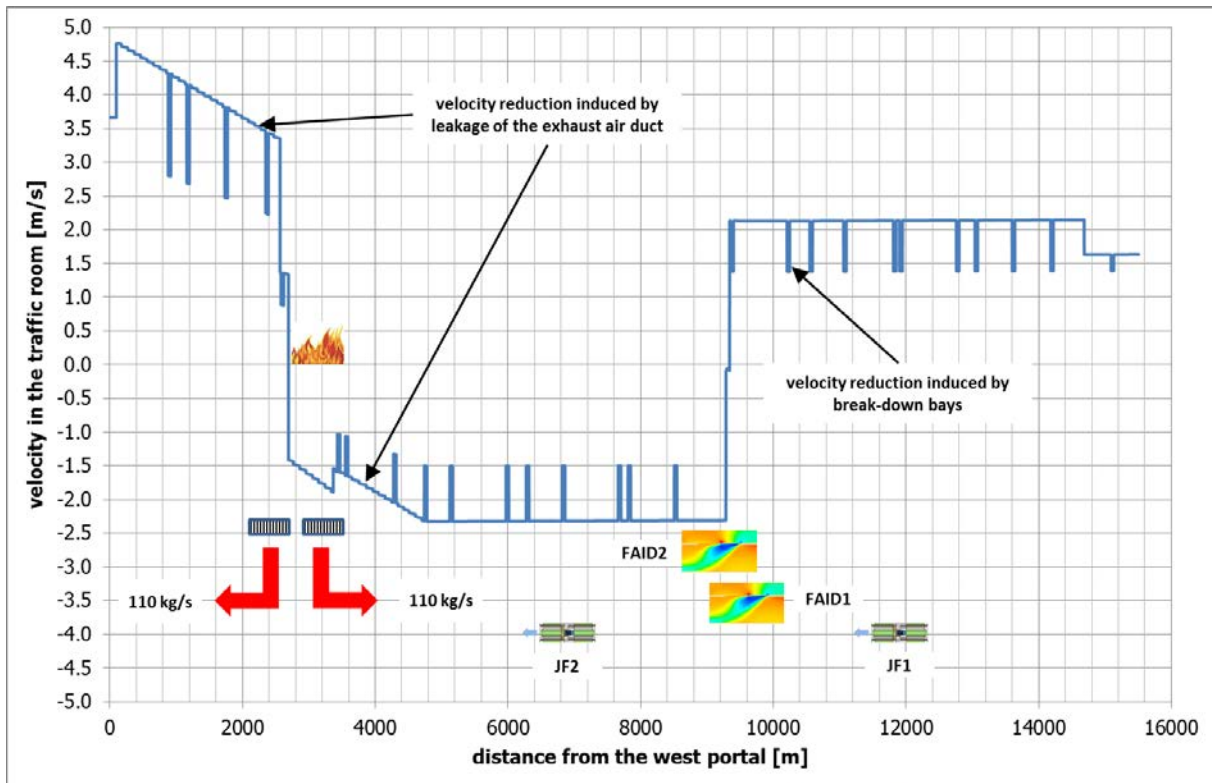 5.0
4.5
4.0
3.5
3.0
2.5
2.0
1.5
1.0
0.5
0.0
-0.5
-1.0
-1.5
-2.0
-2.5
-3.0
-3.5
-4.0
-4.5
-5.0
velocity in the traffic room [m/s]
velocity reduction induced by
leakage of the exhaust air duct
velocity reduction induced by
break-down bays
FAID2
FAID1
110 kg/s
110 kg/s
JF2
JF1
0
2000
4000
6000
8000
10000
12000
14000
16000
distance from the west portal [m]